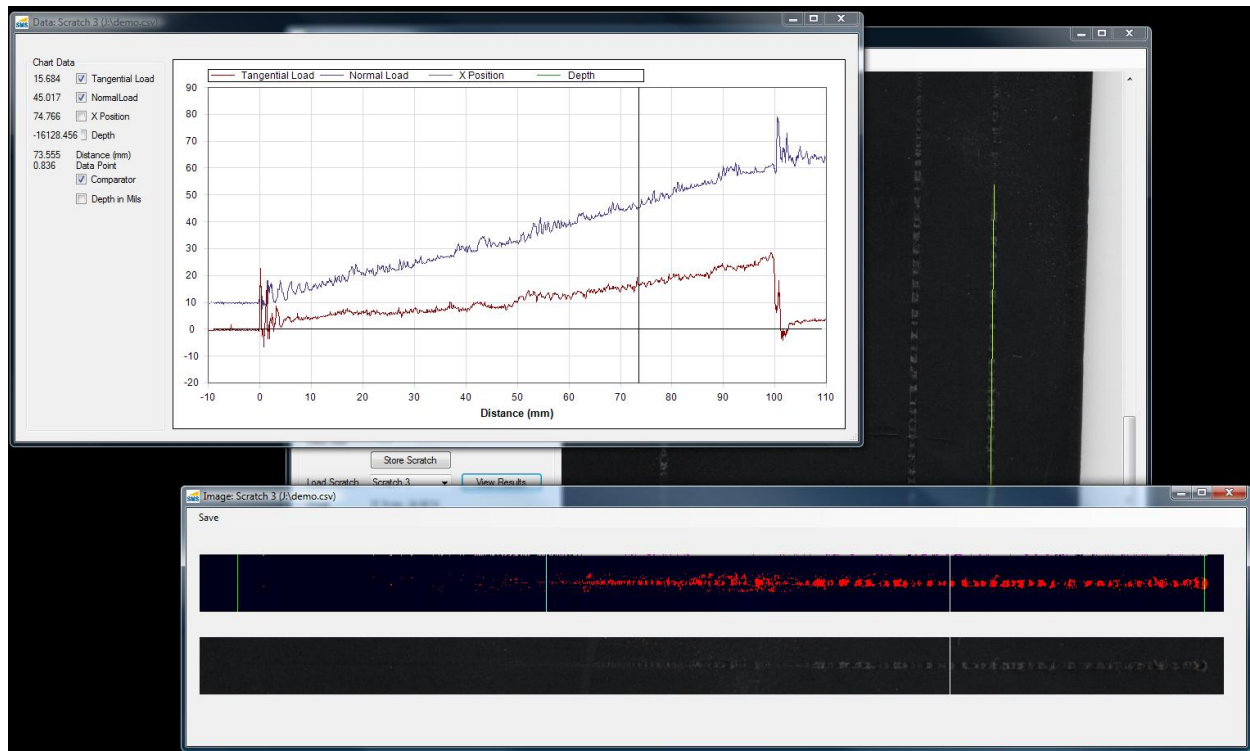 Data: Scratch 3 (J:\demo.csv)
Chart Data
15.684 Tangential Load
45.017 NormalLoad
74.766 X Position
-16128.456 Depth
73.555 Distance (mm)
0.836 Data Point
Comparator
Depth in Mils
Tangential Load Normal Load X Position Depth
90
80
70
60
50
40
30
20
10
0
-10
-20
-10 0 10 20 30 40 50 60 70 80 90 100 110
Distance (mm)
Store Scratch
Load Scratch Scratch 3 View Results
SMS Image: Scratch 3 (J:\demo.csv)
Save